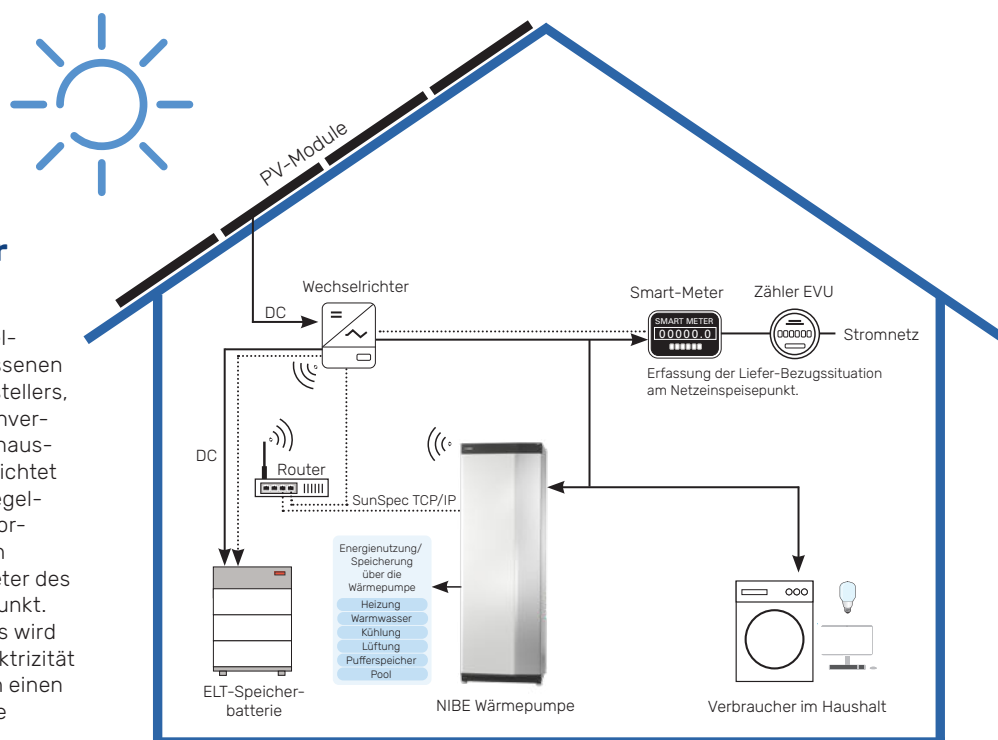 r
el-
ssenen
tellers,
nver-
haus-
ichtet
egel-
or-
n
eter des
unkt.
s wird
ktrizität
n einen
e
PV-Module
Wechselrichter
DC
Smart-Meter
SMART METER
00000.0
Zähler EVU
000000
Stromnetz
Erfassung der Liefer-Bezugssituation
am Netzeinspeisepunkt.
DC
Router
SunSpec TCP/IP
Energienutzung/
Speicherung
über die
Wärmepumpe
Heizung
Warmwasser
Kühlung
Lüftung
Pufferspeicher
Pool
ELT-Speicher-
batterie
NIBE Wärmepumpe
Verbraucher im Haushalt